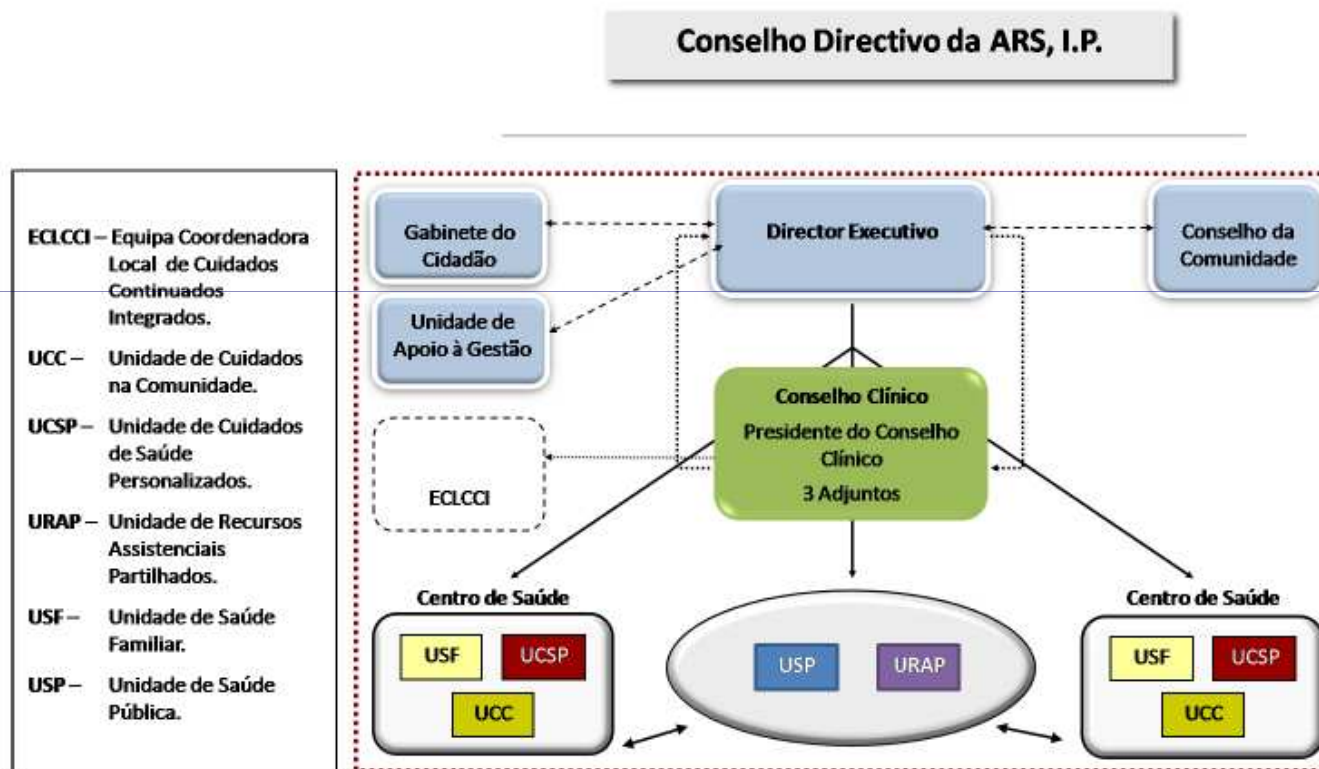 Conselho Directivo da ARS, I.P.
ECLCCI – Equipa Coordenadora
Local de Cuidados
Continuados
Integrados.
UCC – Unidade de Cuidados
na Comunidade.
UCSP – Unidade de Cuidados
de Saúde
Personalizados.
URAP – Unidade de Recursos
Assistenciais
Partilhados.
USF – Unidade de Saúde
Familiar.
USP – Unidade de Saúde
Pública.
Gabinete do
Cidadão
Director Executivo
Conselho da
Comunidade
Unidade de
Apoio à Gestão
Conselho Clínico
Presidente do Conselho
Clínico
3 Adjuntos
ECLCCI
Centro de Saúde
USF UCSP
UCC
USP URAP
Centro de Saúde
USF UCSP
UCC